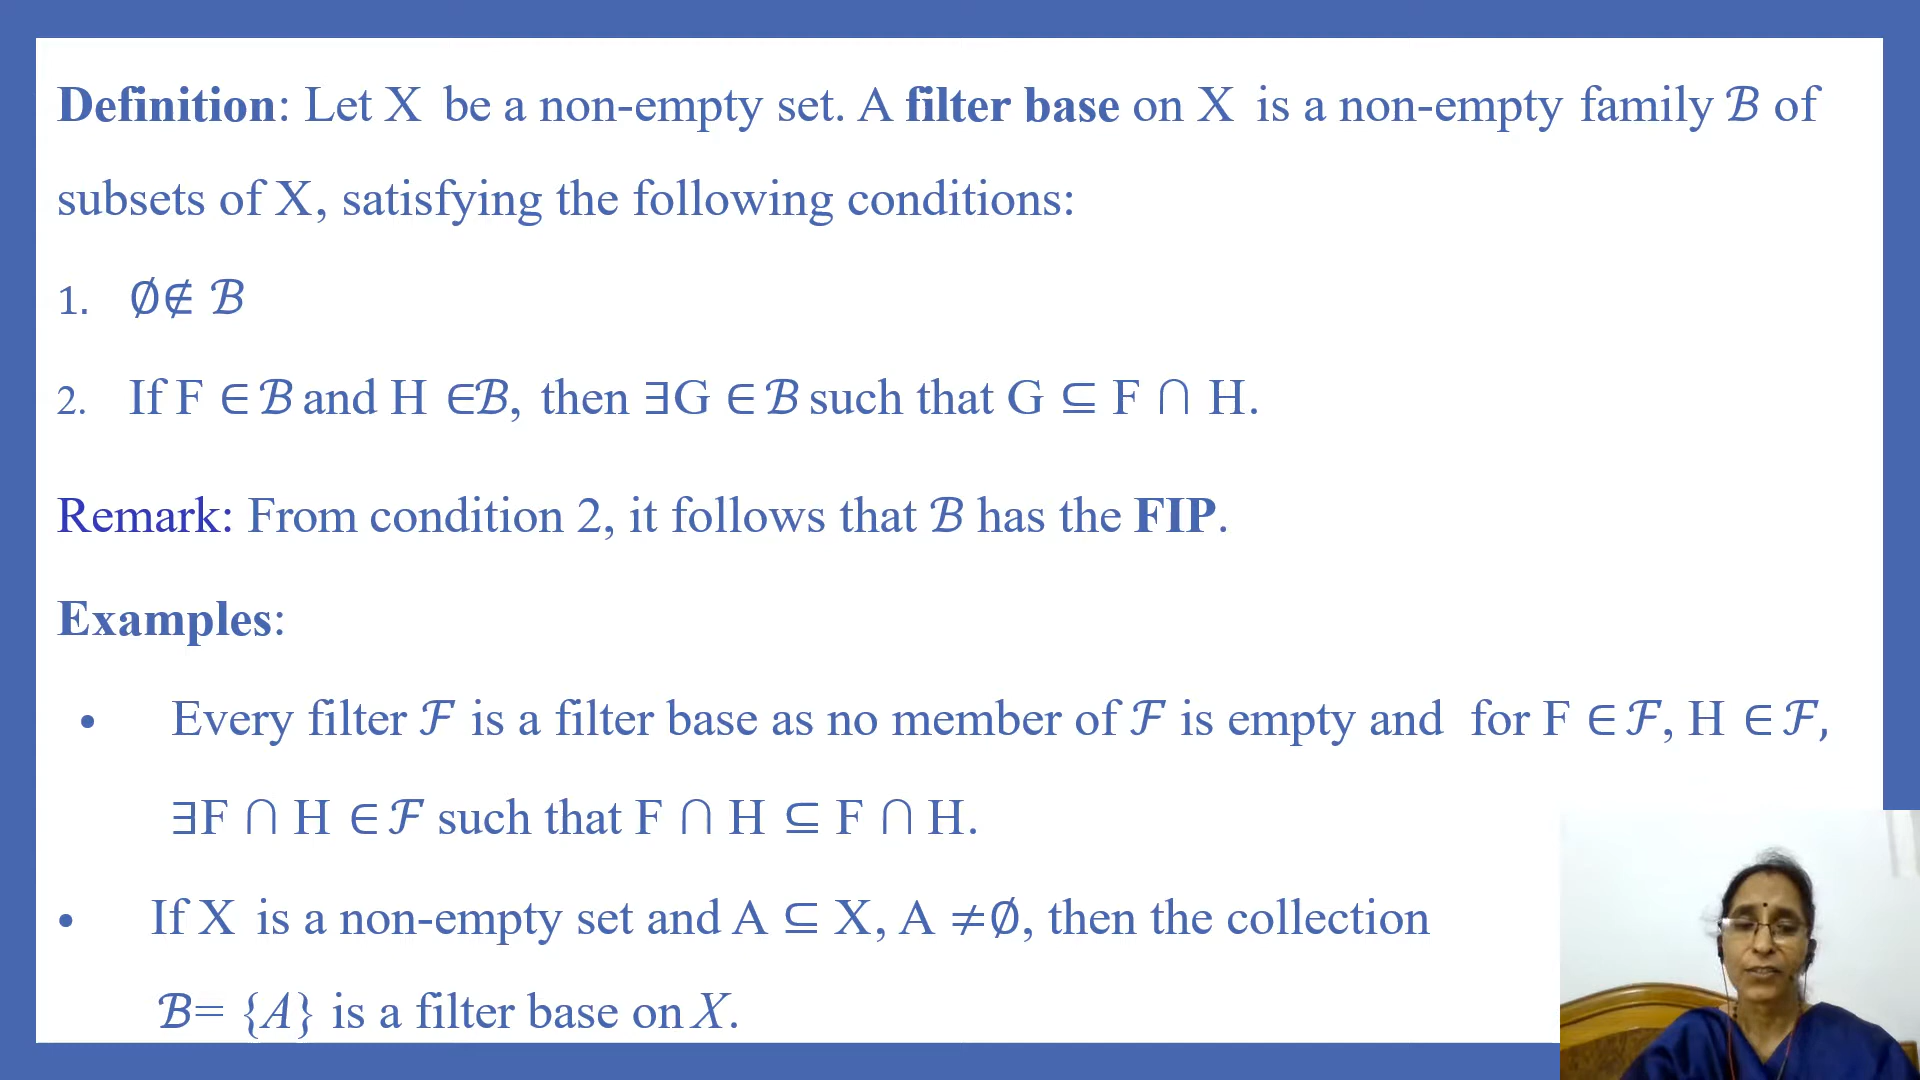 Definition: Let X be a non-empty set. A filter base on X is a non-empty family ℬ of
subsets of X, satisfying the following conditions:
1. ∅∉ ℬ
2. If F ∈ ℬ and H ∈ℬ, then ∃G ∈ ℬ such that G ⊆ F ∩ H.
Remark: From condition 2, it follows that ℬ has the FIP.
Examples:
• Every filter ℱ is a filter base as no member of ℱ is empty and for F ∈ ℱ, H ∈ ℱ,
∃F ∩ H ∈ ℱ such that F ∩ H ⊆ F ∩ H.
• If X is a non-empty set and A ⊆ X, A ≠∅, then the collection
ℬ= {A} is a filter base on X.